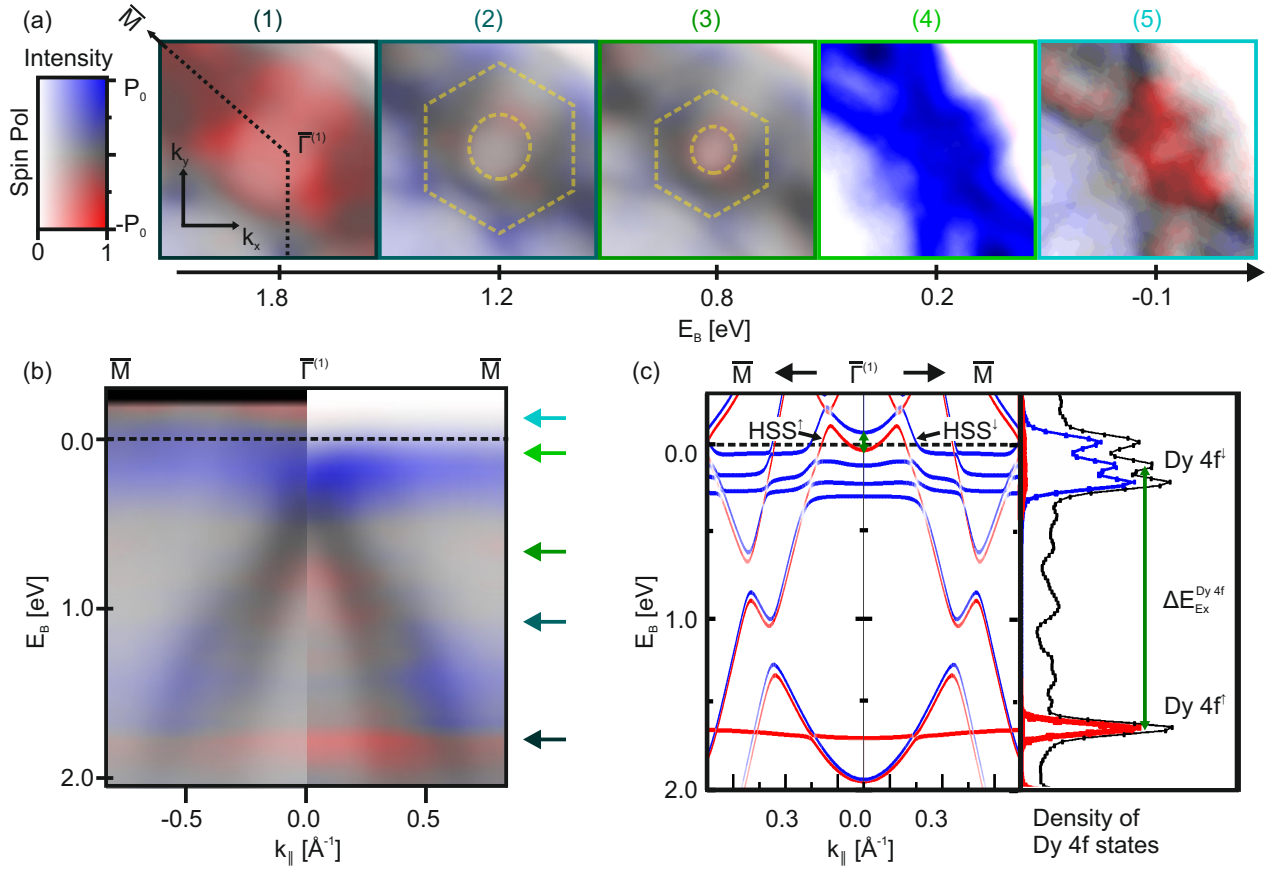 (a)
M̅
(1)
(2)
(3)
(4)
(5)
Intensity
P₀
Spin Pol
-P₀
0
1
Γ̅⁽¹⁾
k_y
k_x
1.8
1.2
0.8
0.2
-0.1
E_B [eV]
(b)
M̅
Γ̅⁽¹⁾
M̅
0.0
1.0
2.0
E_B [eV]
-0.5
0.0
0.5
k_∥ [Å⁻¹]
(c)
M̅
Γ̅⁽¹⁾
M̅
HSS↑
HSS↓
0.0
1.0
2.0
E_B [eV]
0.3
0.0
0.3
k_∥ [Å⁻¹]
Dy 4f↓
ΔE_Ex^Dy 4f
Dy 4f↑
Density of
Dy 4f states